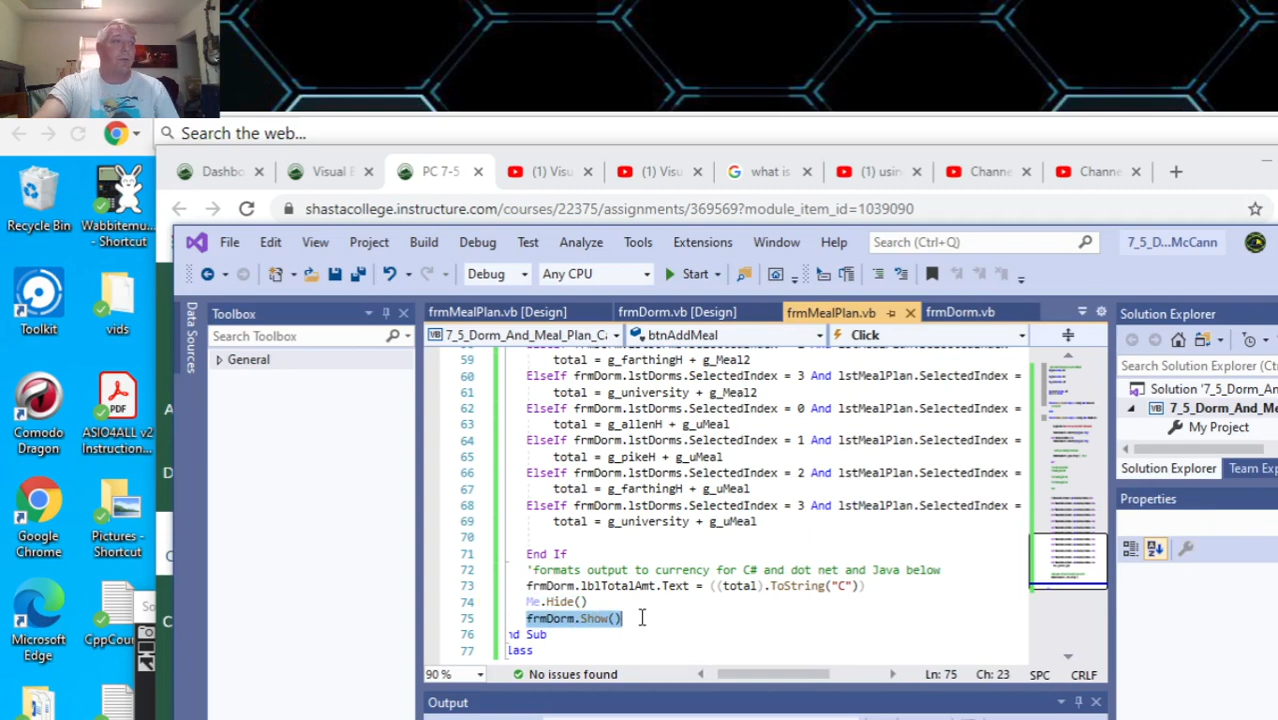 Search the web...
Dashbo
Visual B
PC 7-5
(1) Visu
(1) Visu
what is
(1) usin
Channe
Channe
shastacollege.instructure.com/courses/22375/assignments/369569?module_item_id=1039090
File Edit View Project Build Debug Test Analyze Tools Extensions Window Help
Search (Ctrl+Q)
7_5_D...McCann
Debug
Any CPU
Start
Data Sources
Toolbox
Search Toolbox
General
frmMealPlan.vb [Design]
frmDorm.vb [Design]
frmMealPlan.vb
frmDorm.vb
7_5_Dorm_And_Meal_Plan_Ca
btnAddMeal
Click
59 total = g_farthingH + g_Meal2
60 ElseIf frmDorm.lstDorms.SelectedIndex = 3 And lstMealPlan.SelectedIndex =
61 total = g_university + g_Meal2
62 ElseIf frmDorm.lstDorms.SelectedIndex = 0 And lstMealPlan.SelectedIndex =
63 total = g_allenH + g_uMeal
64 ElseIf frmDorm.lstDorms.SelectedIndex = 1 And lstMealPlan.SelectedIndex =
65 total = g_pikeH + g_uMeal
66 ElseIf frmDorm.lstDorms.SelectedIndex = 2 And lstMealPlan.SelectedIndex =
67 total = g_farthingH + g_uMeal
68 ElseIf frmDorm.lstDorms.SelectedIndex = 3 And lstMealPlan.SelectedIndex =
69 total = g_university + g_uMeal
70
71 End If
72 'formats output to currency for C# and dot net and Java below
73 frmDorm.lblTotalAmt.Text = ((total).ToString("C"))
74 Me.Hide()
75 frmDorm.Show()
76 nd Sub
77 lass
90 %
No issues found
Ln: 75
Ch: 23
SPC
CRLF
Output
Solution Explorer
Search Solution Explorer
Solution '7_5_Dorm_An
7_5_Dorm_And_Me
My Project
Solution Explorer
Team Exp
Properties
Recycle Bin
Wabbitemu...
- Shortcut
Toolkit
vids
Comodo
Dragon
PDF
ASIO4ALL v2
Instruction...
Google
Chrome
Pictures -
Shortcut
Microsoft
Edge
CppCour
So